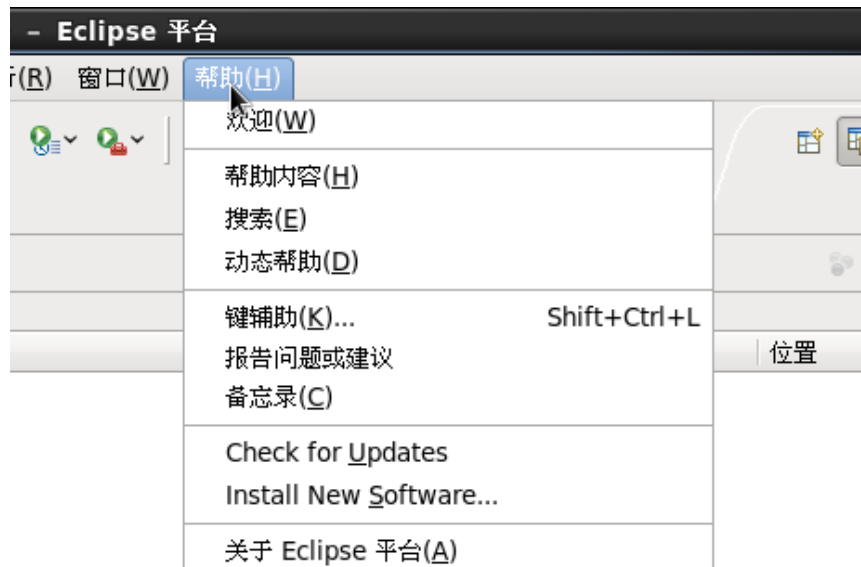 – Eclipse 平台
(R) 窗口(W) 帮助(H)
欢迎(W)
帮助内容(H)
搜索(E)
动态帮助(D)
键辅助(K)... Shift+Ctrl+L
报告问题或建议
位置
备忘录(C)
Check for Updates
Install New Software...
关于 Eclipse 平台(A)